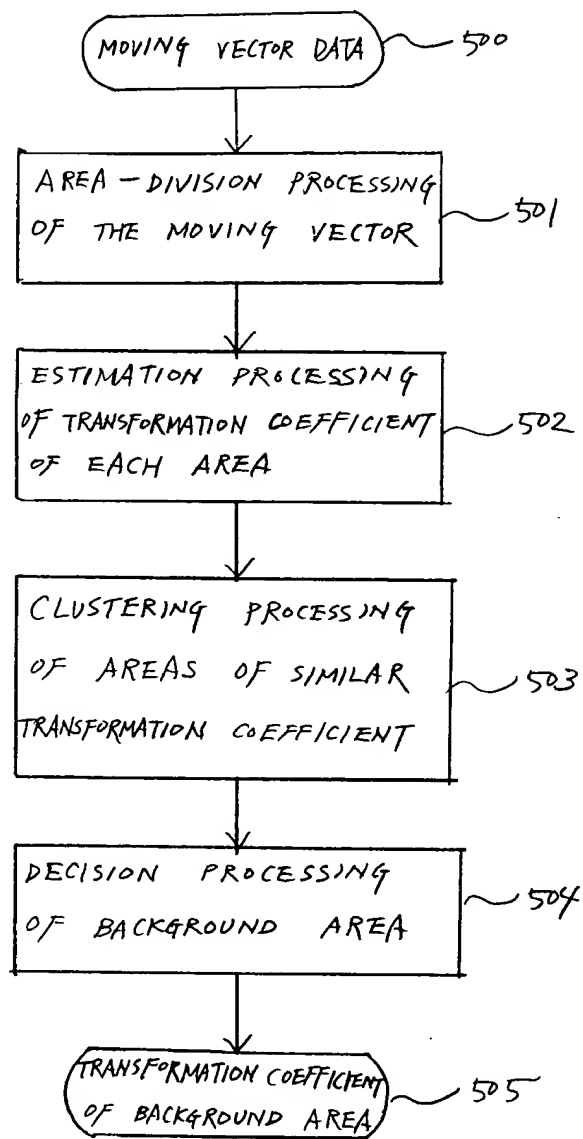 MOVING VECTOR DATA
500
AREA-DIVISION PROCESSING
OF THE MOVING VECTOR
501
ESTIMATION PROCESSING
OF TRANSFORMATION COEFFICIENT
OF EACH AREA
502
CLUSTERING PROCESSING
OF AREAS OF SIMILAR
TRANSFORMATION COEFFICIENT
503
DECISION PROCESSING
OF BACKGROUND AREA
504
TRANSFORMATION COEFFICIENT
OF BACKGROUND AREA
505